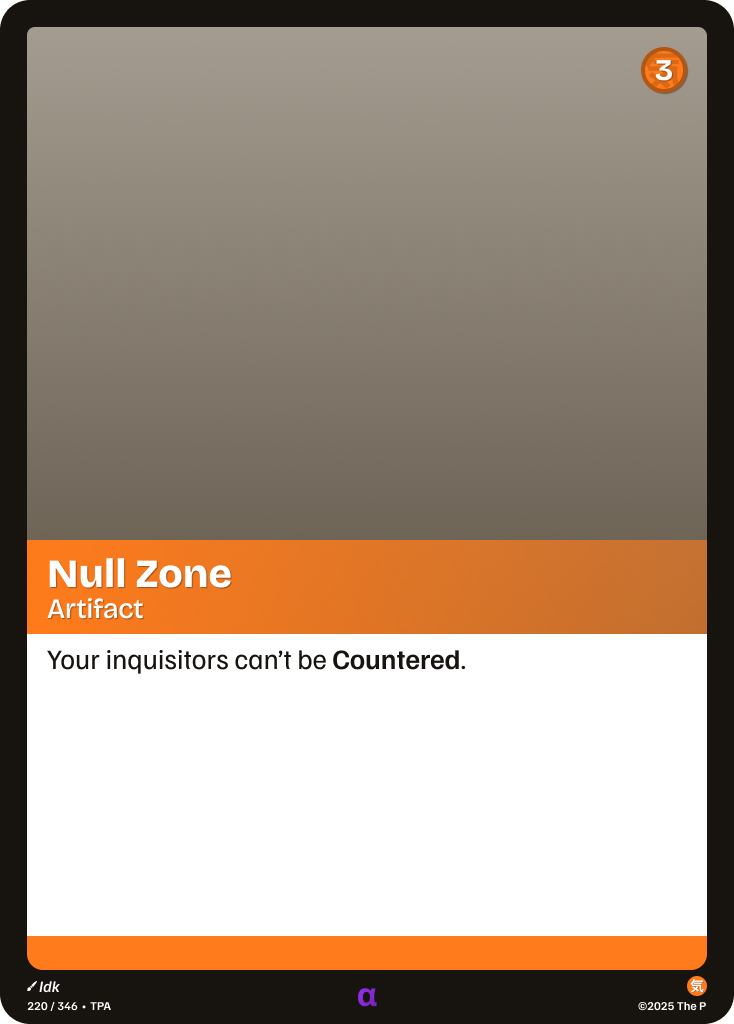 3
Null Zone
Artifact
Your inquisitors can’t be Countered.
Idk
220 / 346 • TPA
α
気
©2025 The P